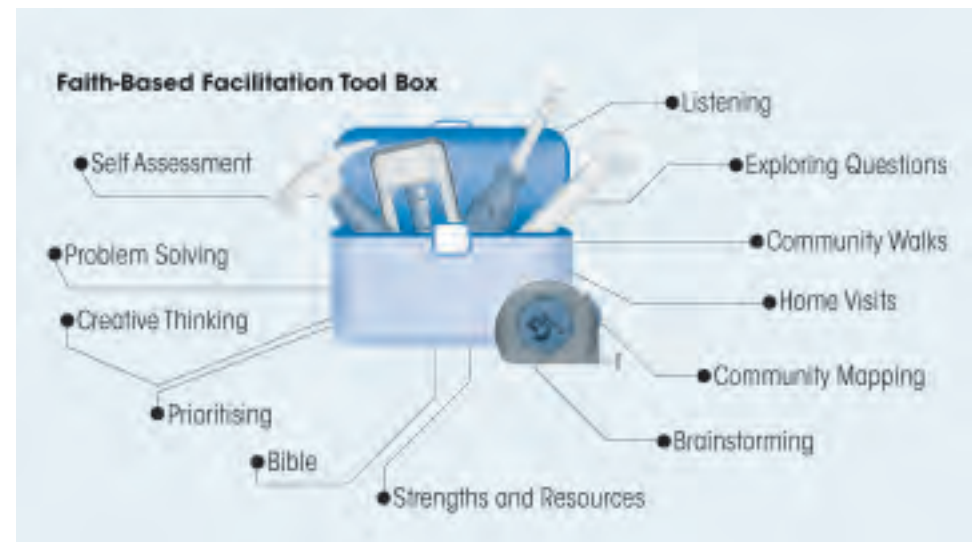 Faith-Based Facilitation Tool Box
Listening
Self Assessment
Exploring Questions
Community Walks
Problem Solving
Home Visits
Creative Thinking
Community Mapping
Prioritising
Brainstorming
Bible
Strengths and Resources